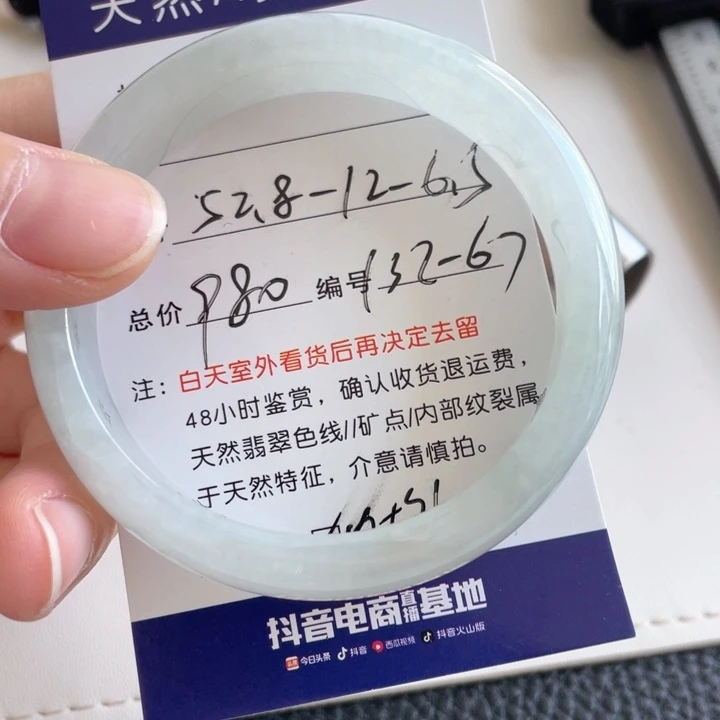 天然
52.8-12-6.5
总价 980 编号 132-67
注：白天室外看货后再决定去留
48小时鉴赏，确认收货退运费，
天然翡翠色线//矿点/内部纹裂属
于天然特征，介意请慎拍。
抖音电商直播基地
今日头条 抖音 西瓜视频 抖音火山版